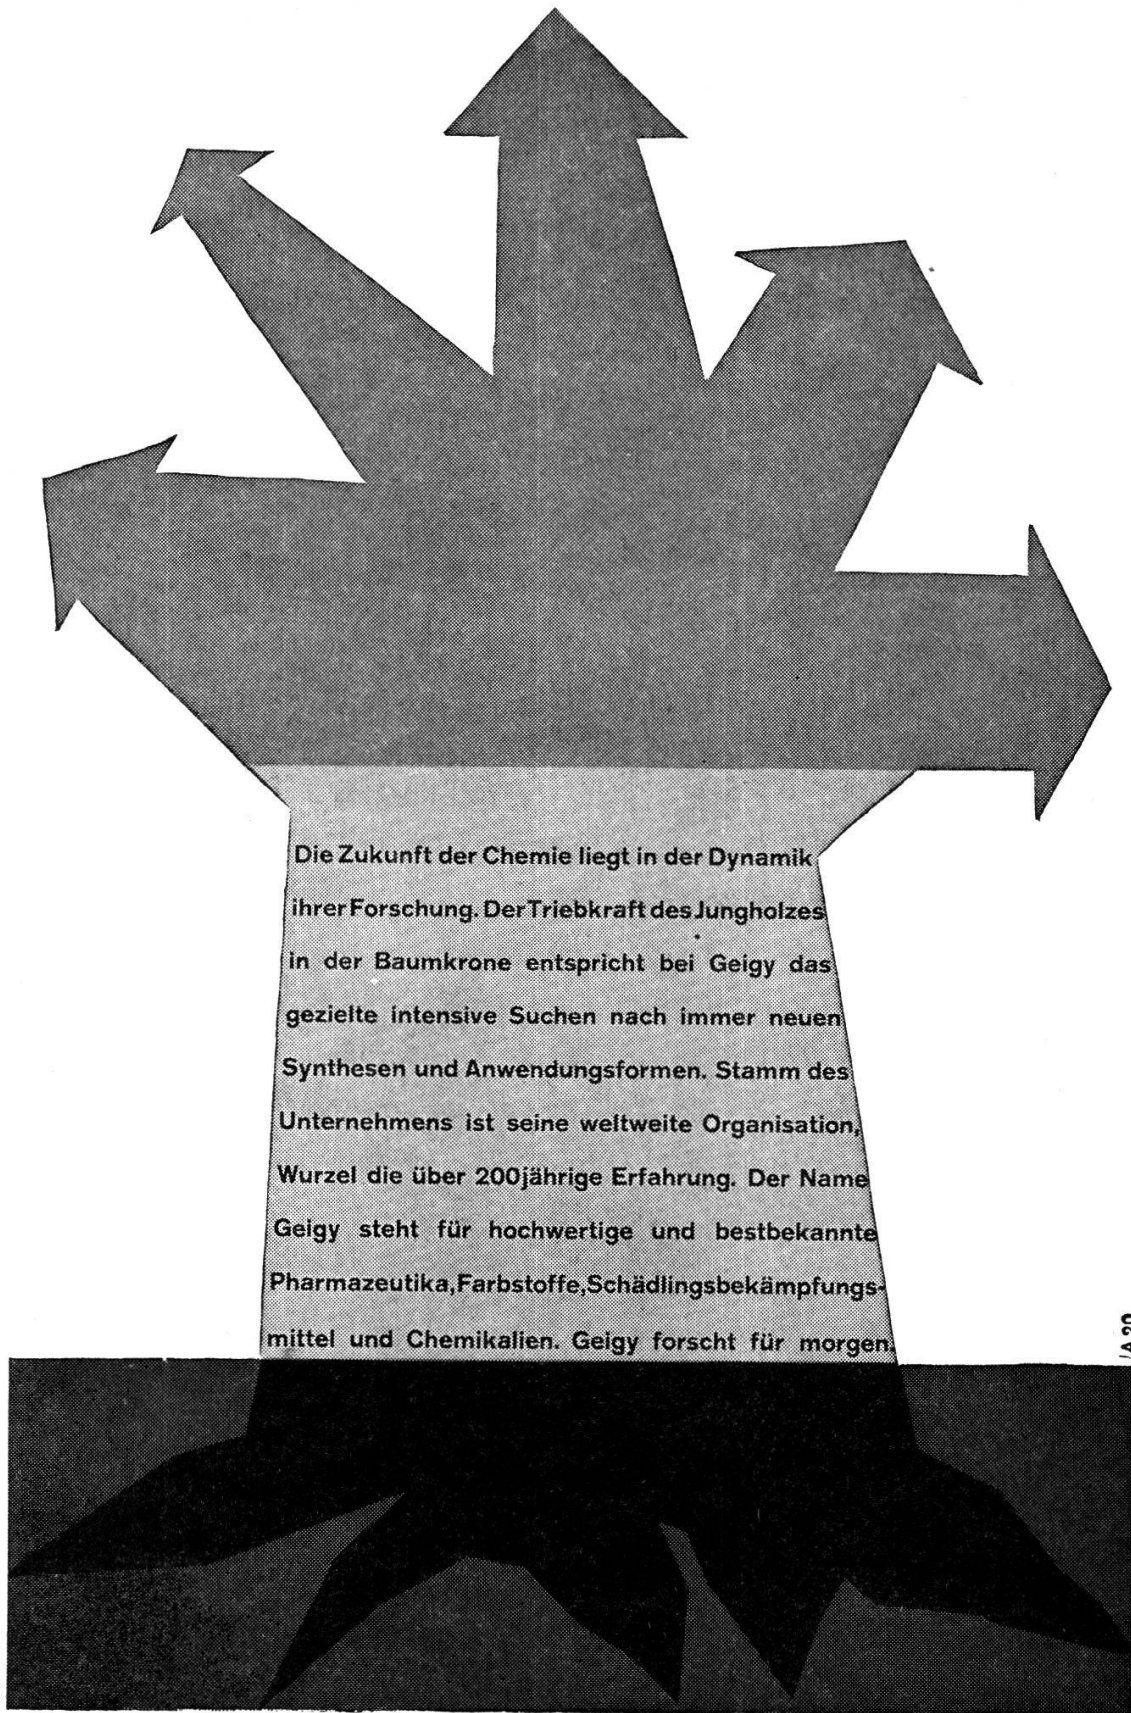 Die Zukunft der Chemie liegt in der Dynamik
ihrer Forschung. Der Triebkraft des Jungholzes
in der Baumkrone entspricht bei Geigy das
gezielte intensive Suchen nach immer neuen
Synthesen und Anwendungsformen. Stamm des
Unternehmens ist seine weltweite Organisation,
Wurzel die über 200jährige Erfahrung. Der Name
Geigy steht für hochwertige und bestbekannte
Pharmazeutika, Farbstoffe, Schädlingsbekämpfungs-
mittel und Chemikalien. Geigy forscht für morgen.